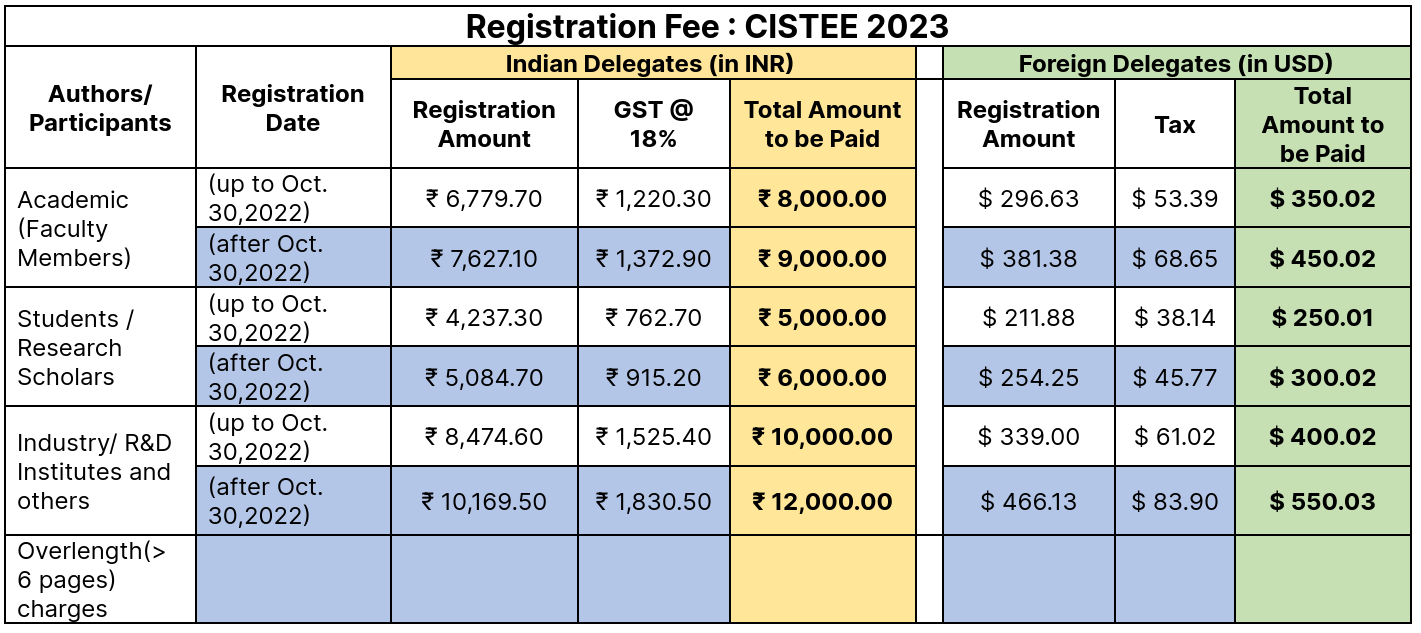 Registration Fee : CISTEE 2023
Authors/
Participants
Registration
Date
Indian Delegates (in INR)
Foreign Delegates (in USD)
Registration
Amount
GST @
18%
Total Amount
to be Paid
Registration
Amount
Tax
Total
Amount to
be Paid
Academic
(Faculty
Members)
(up to Oct.
30,2022)
₹ 6,779.70
₹ 1,220.30
₹ 8,000.00
$ 296.63
$ 53.39
$ 350.02
(after Oct.
30,2022)
₹ 7,627.10
₹ 1,372.90
₹ 9,000.00
$ 381.38
$ 68.65
$ 450.02
Students /
Research
Scholars
(up to Oct.
30,2022)
₹ 4,237.30
₹ 762.70
₹ 5,000.00
$ 211.88
$ 38.14
$ 250.01
(after Oct.
30,2022)
₹ 5,084.70
₹ 915.20
₹ 6,000.00
$ 254.25
$ 45.77
$ 300.02
Industry/ R&D
Institutes and
others
(up to Oct.
30,2022)
₹ 8,474.60
₹ 1,525.40
₹ 10,000.00
$ 339.00
$ 61.02
$ 400.02
(after Oct.
30,2022)
₹ 10,169.50
₹ 1,830.50
₹ 12,000.00
$ 466.13
$ 83.90
$ 550.03
Overlength(>
6 pages)
charges